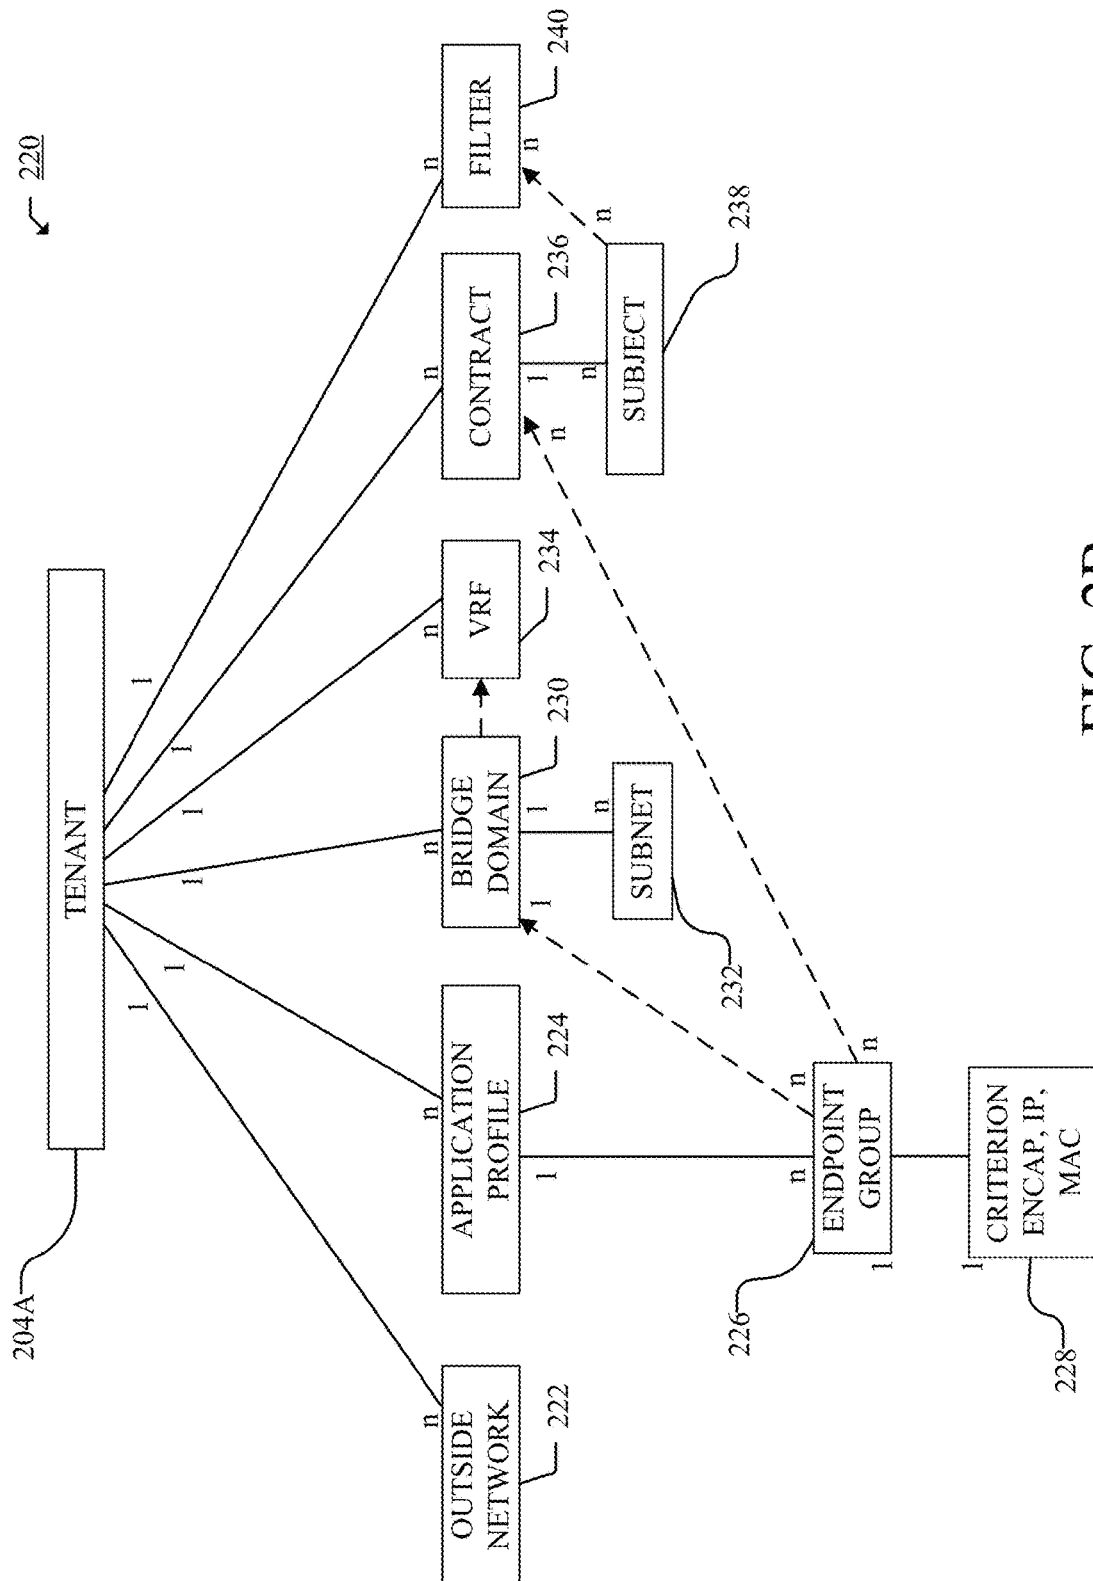 204A
220
TENANT
1
1
1
1
1
1
n
n
n
n
n
n
OUTSIDE
NETWORK
222
APPLICATION
PROFILE
224
BRIDGE
DOMAIN
230
VRF
234
CONTRACT
236
FILTER
240
1
1
1
n
1
n
n
n
n
SUBNET
232
SUBJECT
238
226
n
n
ENDPOINT
GROUP
n
1
1
228
CRITERION
ENCAP, IP,
MAC
FIG.